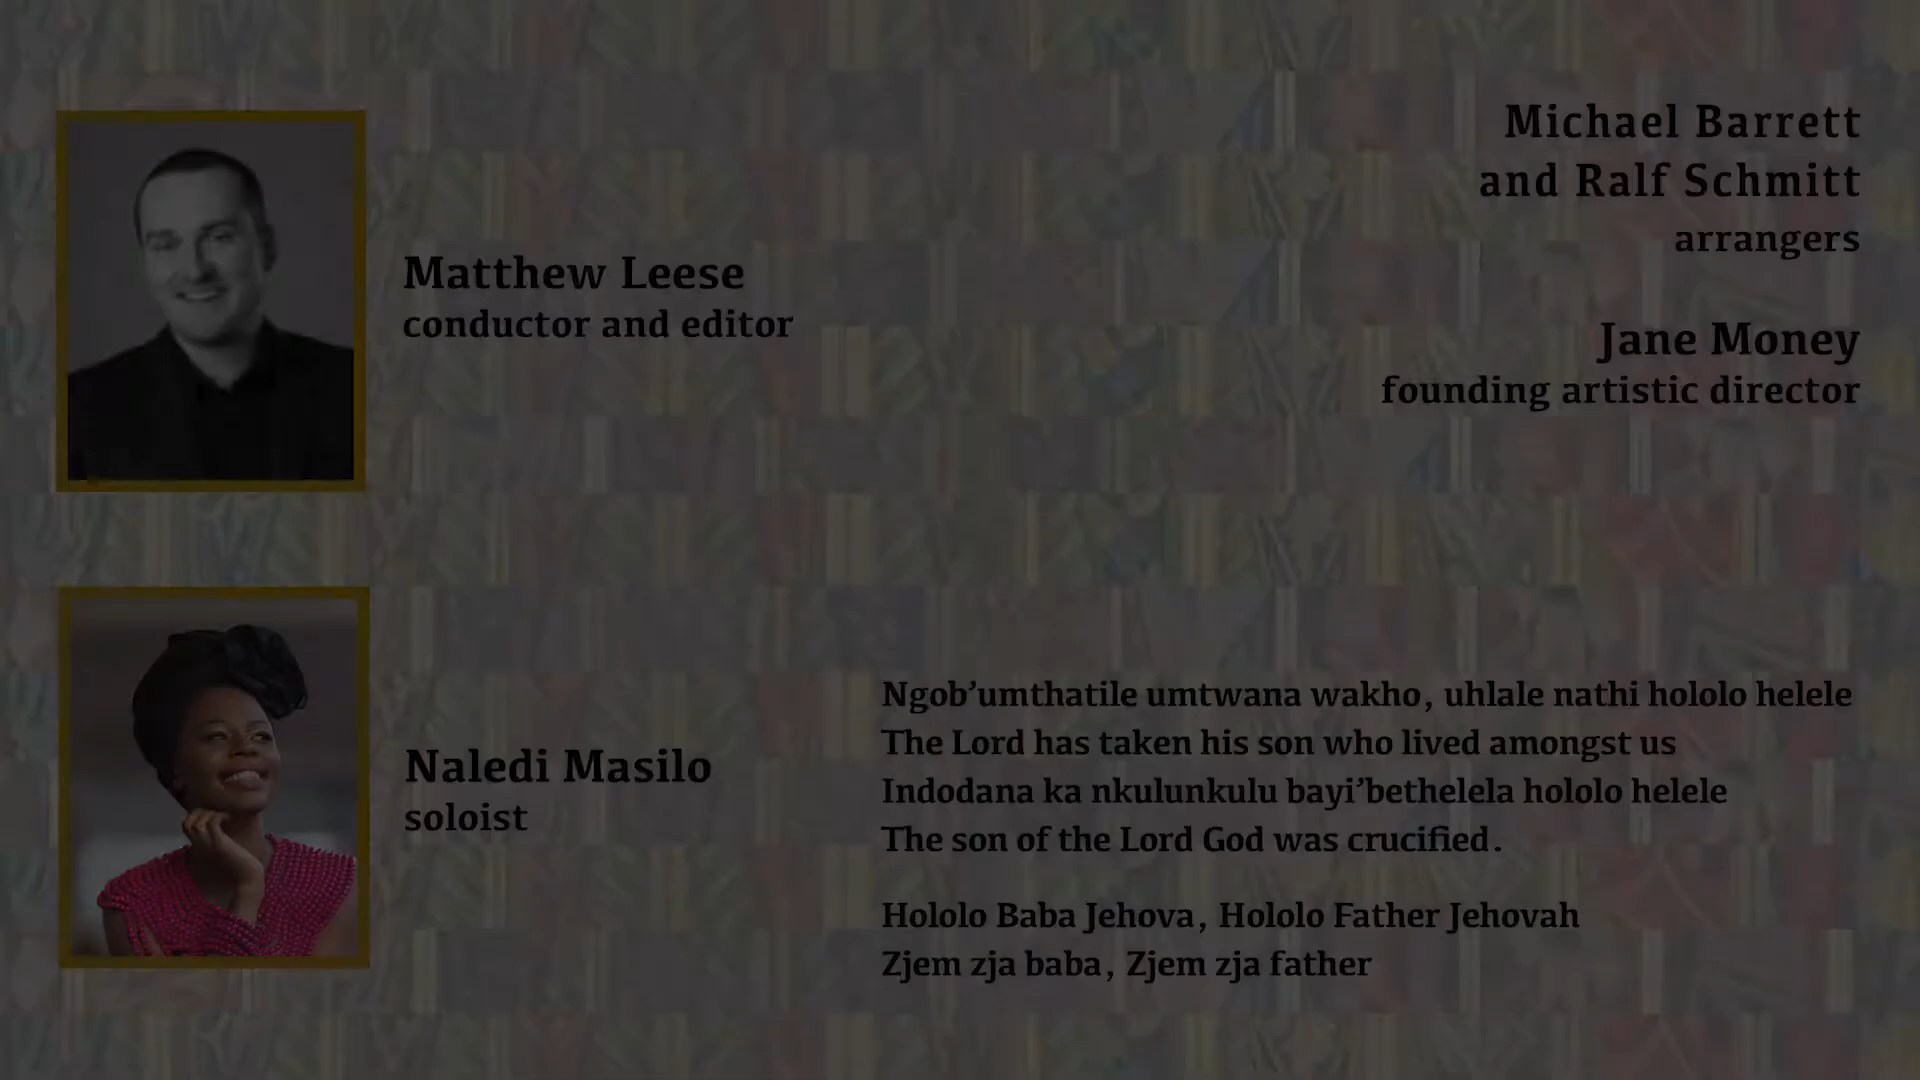 Matthew Leese
conductor and editor
Michael Barrett
and Ralf Schmitt
arrangers
Jane Money
founding artistic director
Naledi Masilo
soloist
Ngob’umthatile umtwana wakho, uhlale nathi hololo helele
The Lord has taken his son who lived amongst us
Indodana ka nkulunkulu bayi’bethelela hololo helele
The son of the Lord God was crucified.
Hololo Baba Jehova, Hololo Father Jehovah
Zjem zja baba, Zjem zja father